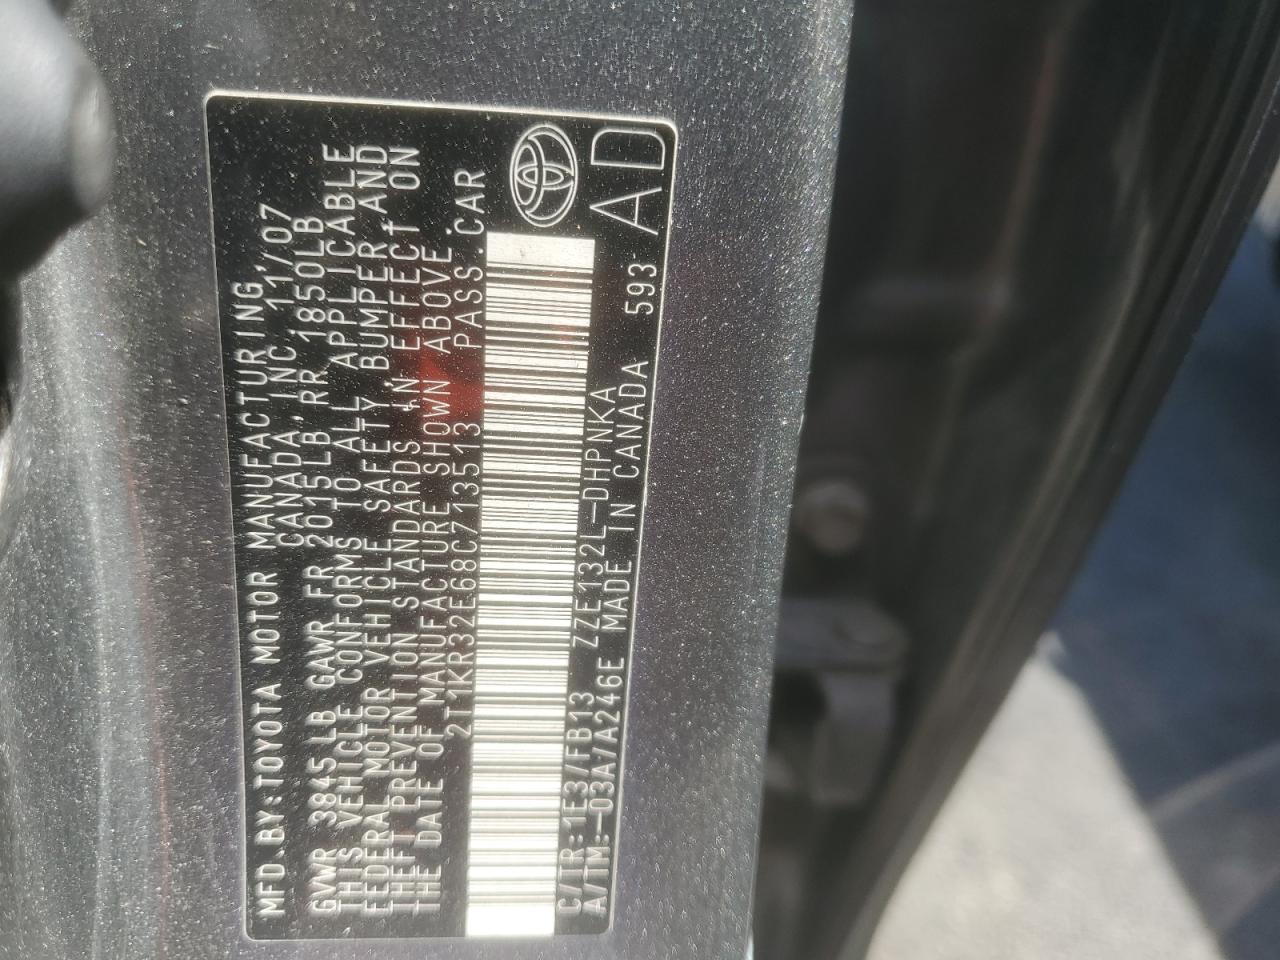 MFD.BY:TOYOTA MOTOR MANUFACTURING,
CANADA, INC. 11/07
GVWR 3845LB GAWR FR 2015LB RR 1850LB
THIS VEHICLE CONFORMS TO ALL APPLICABLE
FEDERAL MOTOR VEHICLE SAFETY, BUMPER, AND
THEFT PREVENTION STANDARDS IN EFFECT ON
THE DATE OF MANUFACTURE SHOWN ABOVE.
2T1KR32E68C713513 PASS.CAR
C/TR:1E3/FB13 ZZE132L-DHPNKA
A/TM:-03A/A246E MADE IN CANADA 593
AD